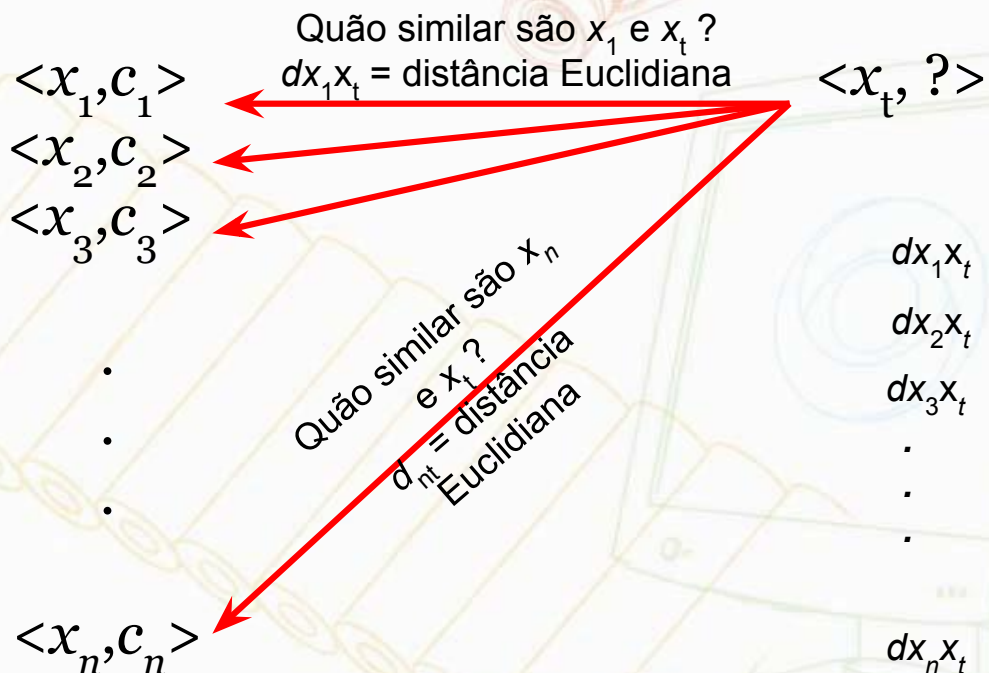 Quão similar são x₁ e xₜ ?
dx₁xₜ = distância Euclidiana
<x₁,c₁>
<xₜ, ?>
<x₂,c₂>
<x₃,c₃>
.
.
.
<xₙ,cₙ>
Quão similar são xₙ
e xₜ ?
dₙₜ = distância
Euclidiana
dx₁xₜ
dx₂xₜ
dx₃xₜ
.
.
.
dxₙxₜ